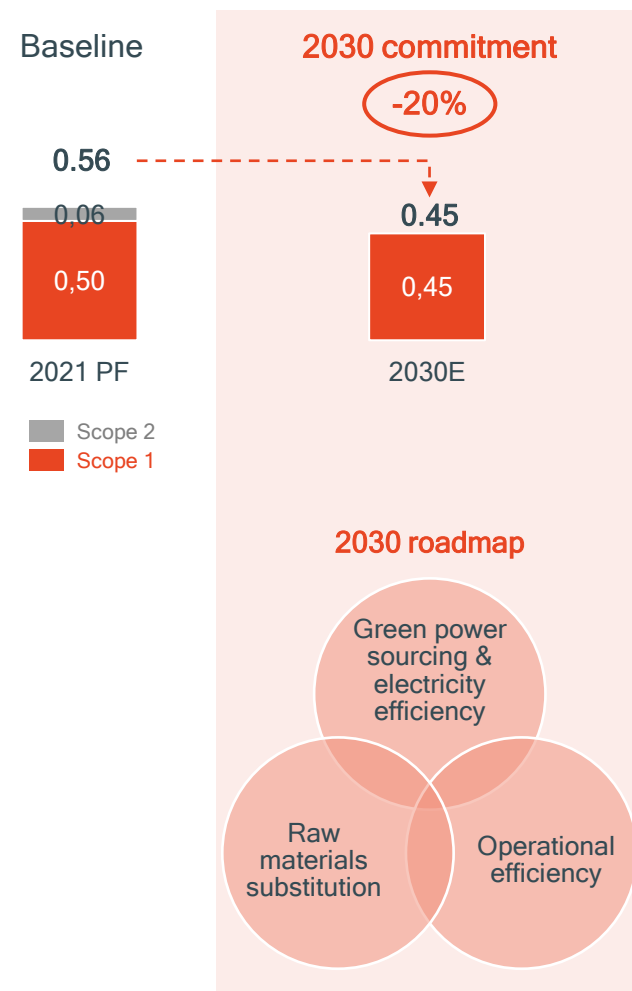 Baseline
2030 commitment
-20%
0.56
0,06
0,50
2021 PF
0.45
0,45
2030E
Scope 2
Scope 1
2030 roadmap
Green power
sourcing &
electricity
efficiency
Raw
materials
substitution
Operational
efficiency